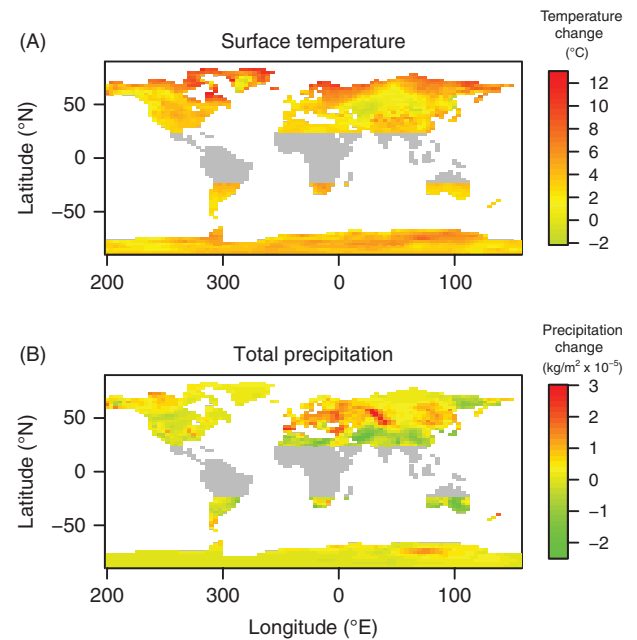 (A)
Surface temperature
Temperature
change
(°C)
Latitude (°N)
50
0
−50
200
300
0
100
12
10
8
6
4
2
0
−2
(B)
Total precipitation
Precipitation
change
(kg/m² x 10⁻⁵)
Latitude (°N)
50
0
−50
200
300
0
100
Longitude (°E)
3
2
1
0
−1
−2